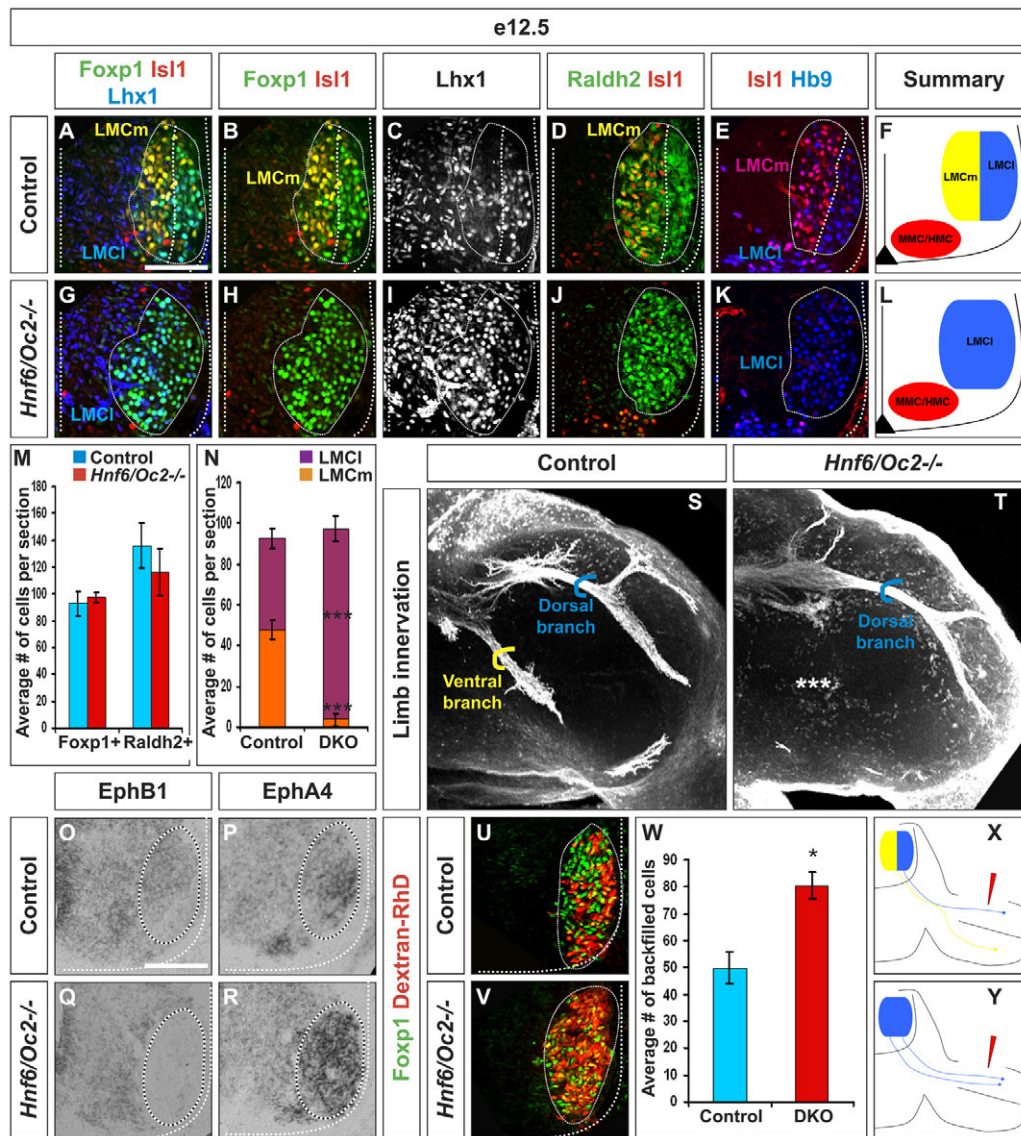 e12.5
Foxp1 Isl1
Lhx1
Foxp1 Isl1
Lhx1
Raldh2 Isl1
Isl1 Hb9
Summary
Control
A
LMCm
LMCl
B
LMCm
C
D
LMCm
E
LMCm
LMCl
F
LMCm
LMCl
MMC/HMC
Hnf6/Oc2-/-
G
LMCl
H
I
J
K
LMCl
L
LMCl
MMC/HMC
M
Control
Hnf6/Oc2-/-
Average # of cells per section
180
160
140
120
100
80
60
40
20
0
Foxp1+
Raldh2+
N
LMCl
LMCm
Average # of cells per section
120
100
80
60
40
20
0
***
***
Control
DKO
Control
Hnf6/Oc2-/-
Limb innervation
S
Dorsal
branch
Ventral
branch
T
Dorsal
branch
***
EphB1
EphA4
Control
O
P
Hnf6/Oc2-/-
Q
R
Foxp1 Dextran-RhD
Control
U
Hnf6/Oc2-/-
V
W
Average # of backfilled cells
90
80
70
60
50
40
30
20
10
0
*
Control
DKO
X
Y